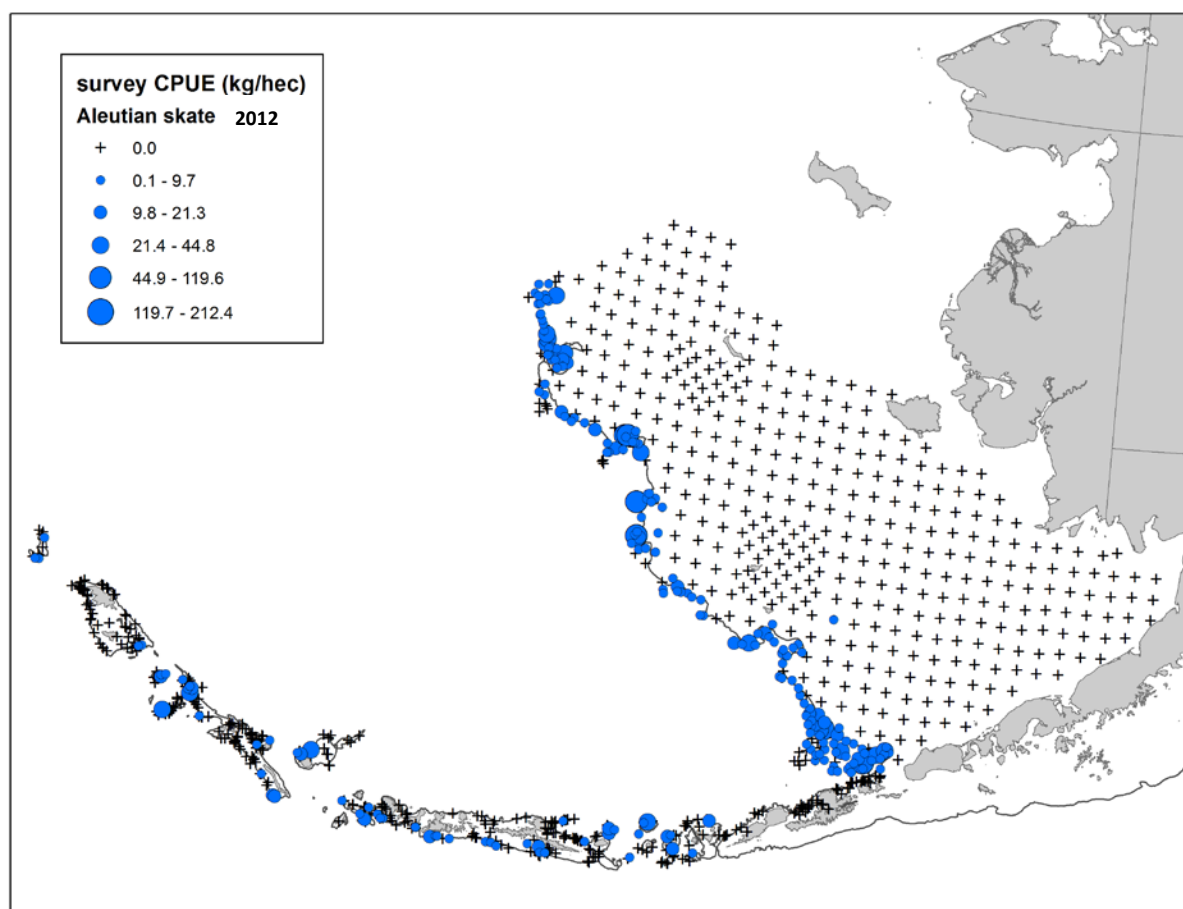 survey CPUE (kg/hec)
Aleutian skate 2012
0.0
0.1 - 9.7
9.8 - 21.3
21.4 - 44.8
44.9 - 119.6
119.7 - 212.4